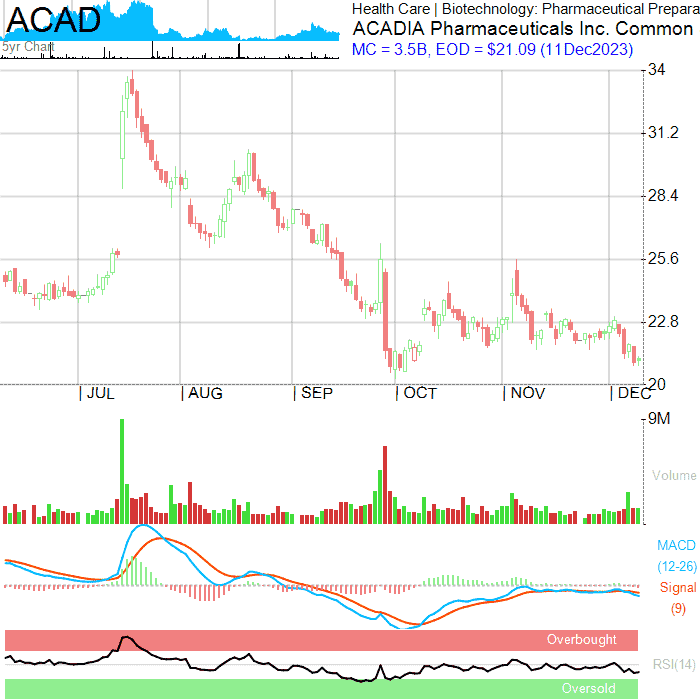 ACAD
5yr Chart
Health Care | Biotechnology: Pharmaceutical Prepara
ACADIA Pharmaceuticals Inc. Common
MC = 3.5B, EOD = $21.09 (11Dec2023)
34
31.2
28.4
25.6
22.8
20
| JUL | AUG | SEP | OCT | NOV | DEC
9M
Volume
MACD
(12-26)
Signal
(9)
Overbought
RSI(14)
Oversold